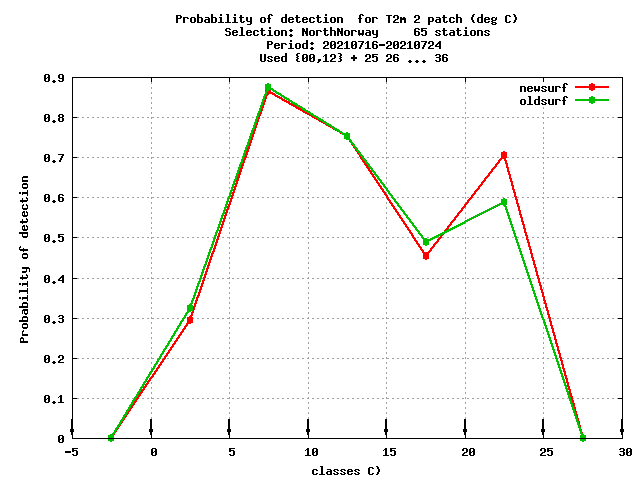 Probability of detection  for T2m 2 patch (deg C)
Selection: NorthNorway     65 stations
Period: 20210716-20210724
Used {00,12} + 25 26 ... 36
newsurf
oldsurf
0.9
0.8
0.7
0.6
0.5
0.4
0.3
0.2
0.1
0
Probability of detection
-5 0 5 10 15 20 25 30
classes C)